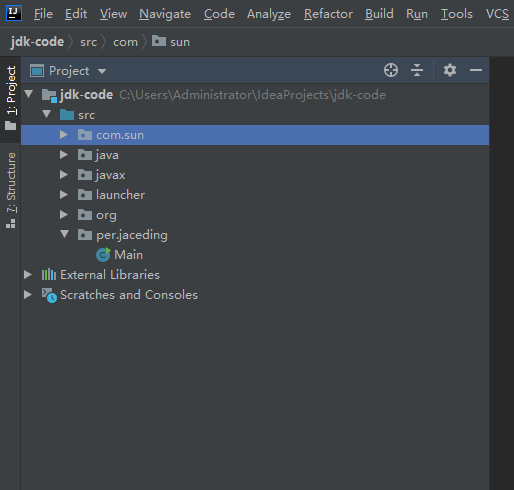 IJ File Edit View Navigate Code Analyze Refactor Build Run Tools VCS
jdk-code src com sun
1: Project
7: Structure
Project
jdk-code C:\Users\Administrator\IdeaProjects\jdk-code
src
com.sun
java
javax
launcher
org
per.jaceding
C Main
External Libraries
Scratches and Consoles